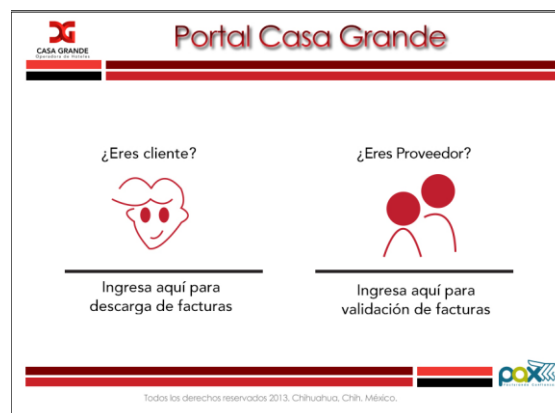 CASA GRANDE
Operadora de Hoteles
Portal Casa Grande
¿Eres cliente?
¿Eres Proveedor?
Ingresa aquí para
descarga de facturas
Ingresa aquí para
validación de facturas
pax
Todos los derechos reservados 2013, Chihuahua, Chih. México.